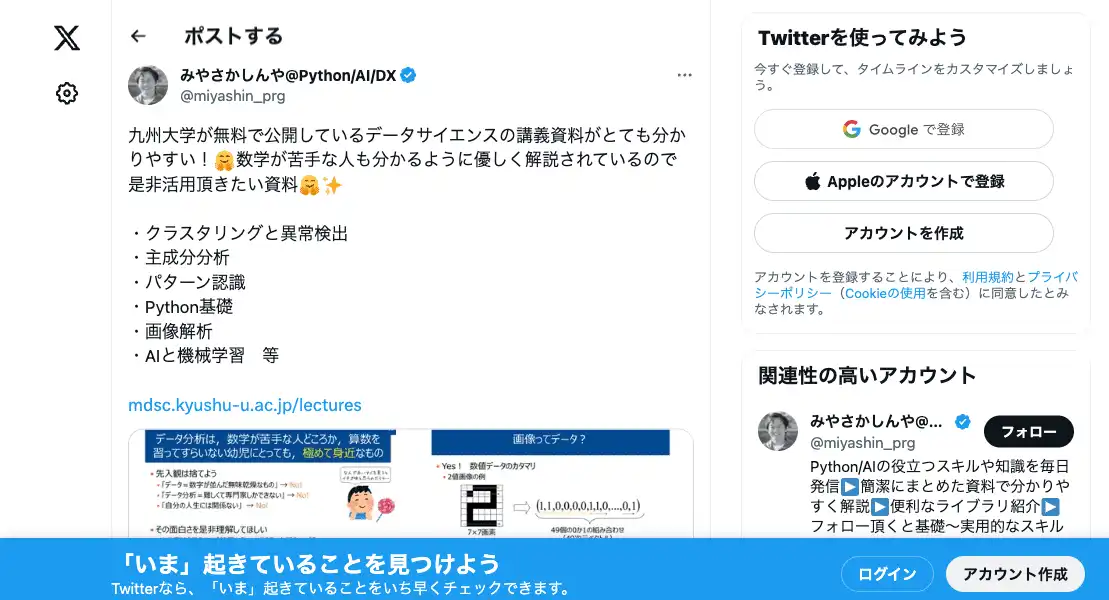 ポストする
みやさかしんや@Python/AI/DX
@miyashin_prg
九州大学が無料で公開しているデータサイエンスの講義資料がとても分か
りやすい！🤗数学が苦手な人も分かるように優しく解説されているので
是非活用頂きたい資料🤗✨
・クラスタリングと異常検出
・主成分分析
・パターン認識
・Python基礎
・画像解析
・AIと機械学習　等
mdsc.kyushu-u.ac.jp/lectures
データ分析は，数学が苦手な人どころか，算数を
習ってすらいない幼児にとっても，極めて身近なもの
• 先入観は捨てよう
•「データ＝数字が並んだ無味乾燥なもの」→ No!
•「データ分析＝難しくて専門家しかできない」→ No!
•「自分の人生には関係ない」→ No!
• その面白さを是非理解してほしい
画像ってデータ？
• Yes！ 数値データのカタマリ
• 2値画像の例
(1,1,0,0,0,0,1,1,0,…,0,1)
7×7画素
49個の0か1の組み合わせ
Twitterを使ってみよう
今すぐ登録して、タイムラインをカスタマイズしましょ
う。
Google で登録
Appleのアカウントで登録
アカウントを作成
アカウントを登録することにより、利用規約とプライバ
シーポリシー（Cookieの使用を含む）に同意したとみ
なされます。
関連性の高いアカウント
みやさかしんや@...
@miyashin_prg
フォロー
Python/AIの役立つスキルや知識を毎日
発信▶️簡潔にまとめた資料で分かりや
すく解説▶️便利なライブラリ紹介▶️
フォロー頂くと基礎〜実用的なスキル
「いま」起きていることを見つけよう
Twitterなら、「いま」起きていることをいち早くチェックできます。
ログイン
アカウント作成